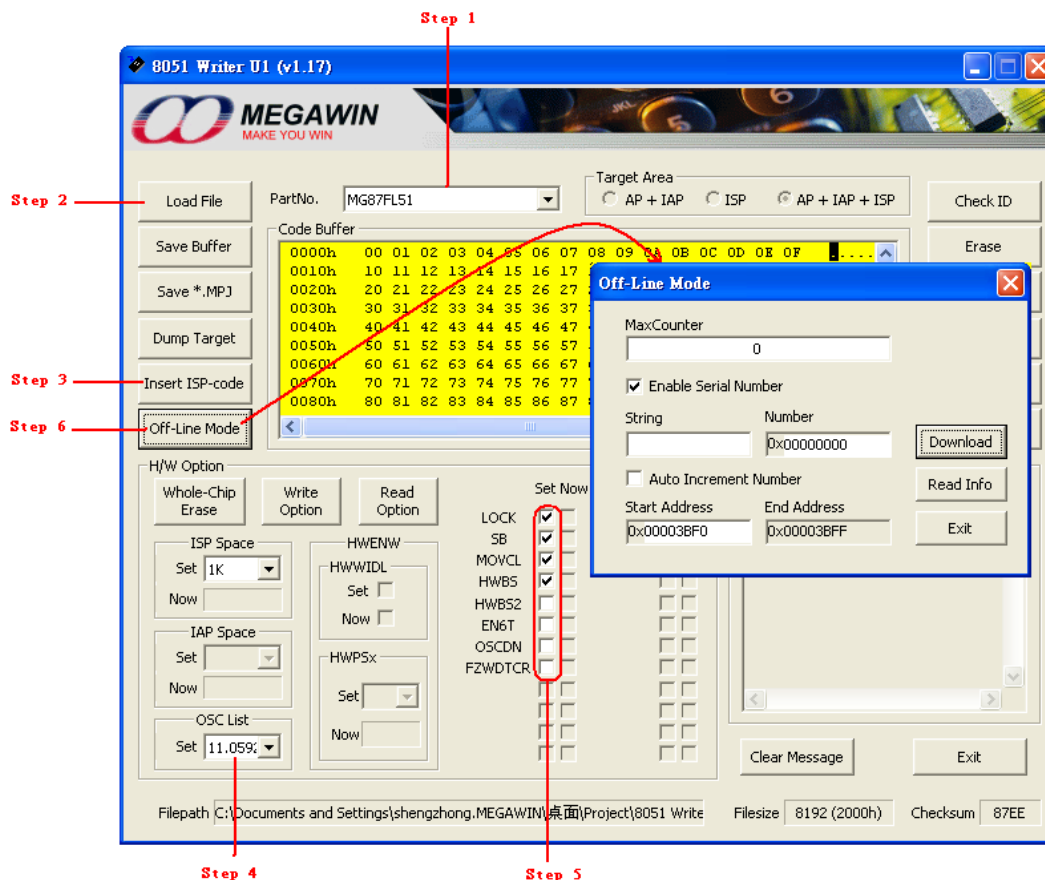 Step 1
8051 Writer U1 (v1.17)
MEGAWIN
MAKE YOU WIN
JKL
5
6
Step 2
Load File
PartNo.
MG87FL51
Target Area
AP + IAP
ISP
AP + IAP + ISP
Check ID
Save Buffer
Code Buffer
Erase
0000h 00 01 02 03 04 05 06 07 08 09 0A 0B 0C 0D 0E 0F .....
0010h 10 11 12 13 14 15 16 17
0020h 20 21 22 23 24 25 26 27
0030h 30 31 32 33 34 35 36 37
0040h 40 41 42 43 44 45 46 47
0050h 50 51 52 53 54 55 56 57
0060h 60 61 62 63 64 65 66 67
0070h 70 71 72 73 74 75 76 77
0080h 80 81 82 83 84 85 86 87
Save *.MPJ
Dump Target
Step 3
Insert ISP-code
Step 6
Off-Line Mode
Off-Line Mode
MaxCounter
0
Enable Serial Number
String
Number
0x00000000
Download
Auto Increment Number
Read Info
Start Address
End Address
0x00003BF0
0x00003BFF
Exit
H/W Option
Whole-Chip
Erase
Write
Option
Read
Option
Set Now
LOCK
SB
MOVCL
HWBS
HWBS2
EN6T
OSCDN
FZWDTCR
ISP Space
Set 1K
Now
HWENW
HWWIDL
Set
Now
IAP Space
Set
Now
HWPSx
Set
Now
OSC List
Set 11.0592
Clear Message
Exit
Filepath C:\Documents and Settings\shengzhong.MEGAWIN\桌面\Project\8051 Write
Filesize 8192 (2000h)
Checksum 87EE
Step 4
Step 5